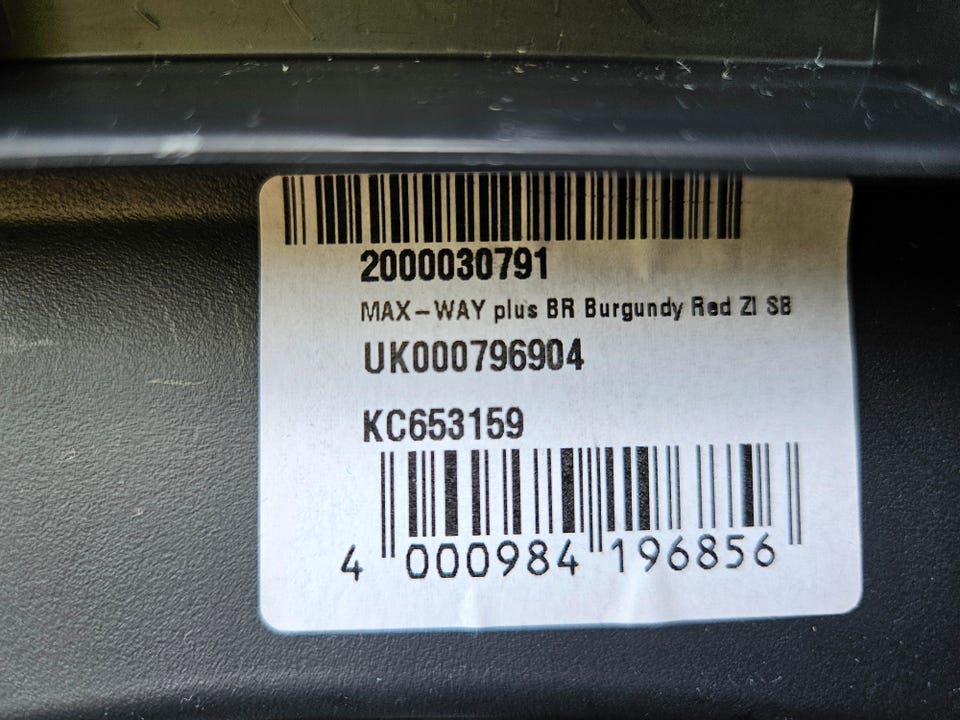 2000030791
MAX-WAY plus BR Burgundy Red ZI SB
UK000796904
KC653159
4 000984 196856